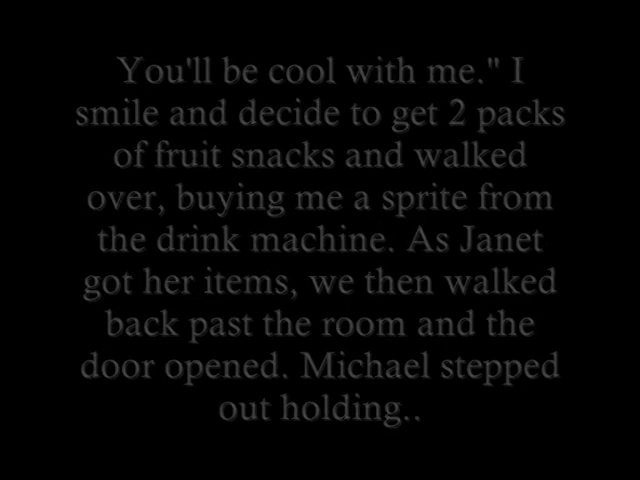 You'll be cool with me." I
smile and decide to get 2 packs
of fruit snacks and walked
over, buying me a sprite from
the drink machine. As Janet
got her items, we then walked
back past the room and the
door opened. Michael stepped
out holding..